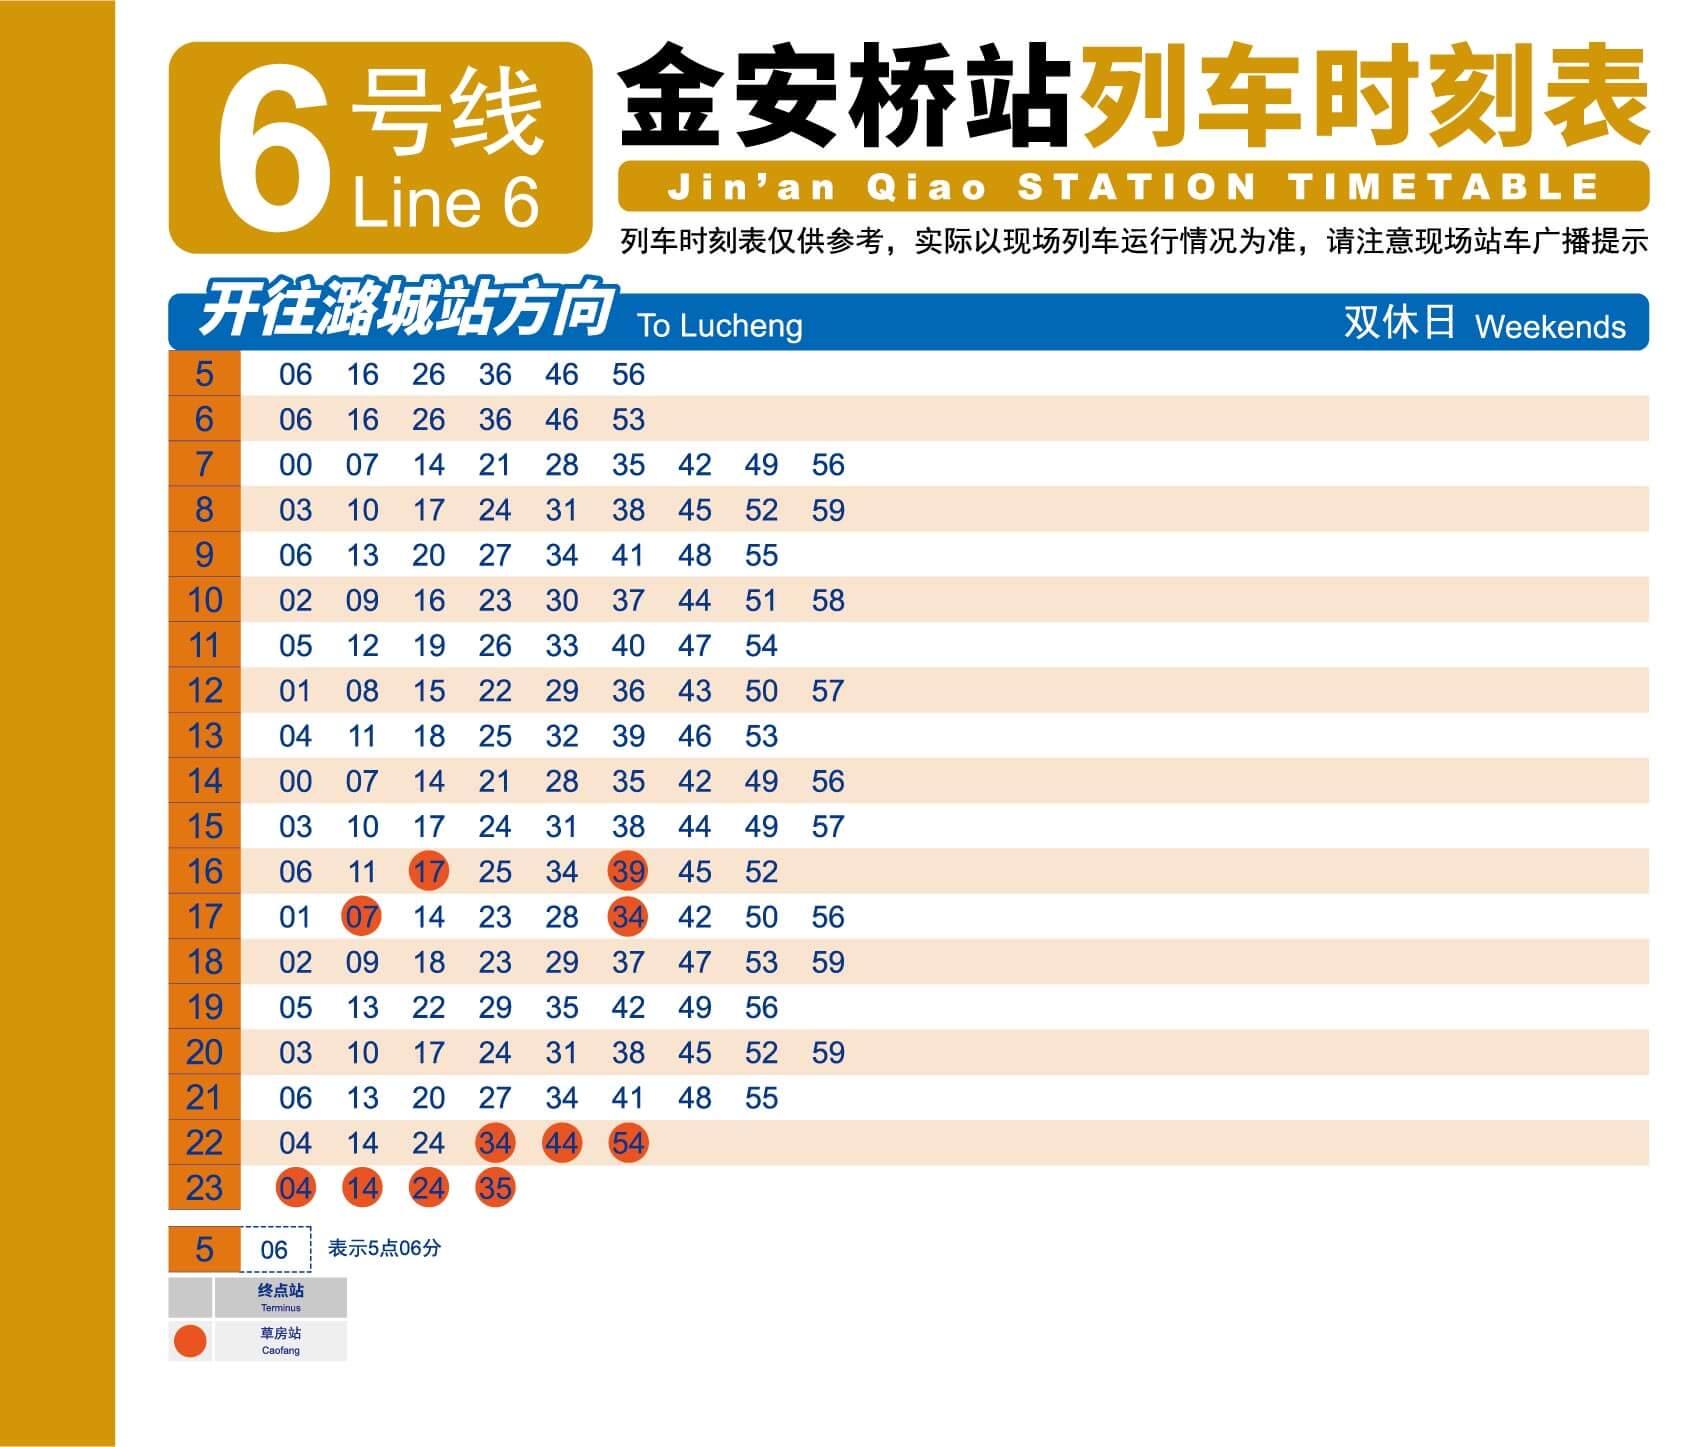 6号线
Line 6
金安桥站列车时刻表
Jin’an Qiao STATION TIMETABLE
列车时刻表仅供参考，实际以现场列车运行情况为准，请注意现场站车广播提示
开往潞城站方向 To Lucheng 双休日 Weekends
5 06 16 26 36 46 56
6 06 16 26 36 46 53
7 00 07 14 21 28 35 42 49 56
8 03 10 17 24 31 38 45 52 59
9 06 13 20 27 34 41 48 55
10 02 09 16 23 30 37 44 51 58
11 05 12 19 26 33 40 47 54
12 01 08 15 22 29 36 43 50 57
13 04 11 18 25 32 39 46 53
14 00 07 14 21 28 35 42 49 56
15 03 10 17 24 31 38 44 49 57
16 06 11 17 25 34 39 45 52
17 01 07 14 23 28 34 42 50 56
18 02 09 18 23 29 37 47 53 59
19 05 13 22 29 35 42 49 56
20 03 10 17 24 31 38 45 52 59
21 06 13 20 27 34 41 48 55
22 04 14 24 34 44 54
23 04 14 24 35
5 06 表示5点06分
终点站
Terminus
草房站
Caofang